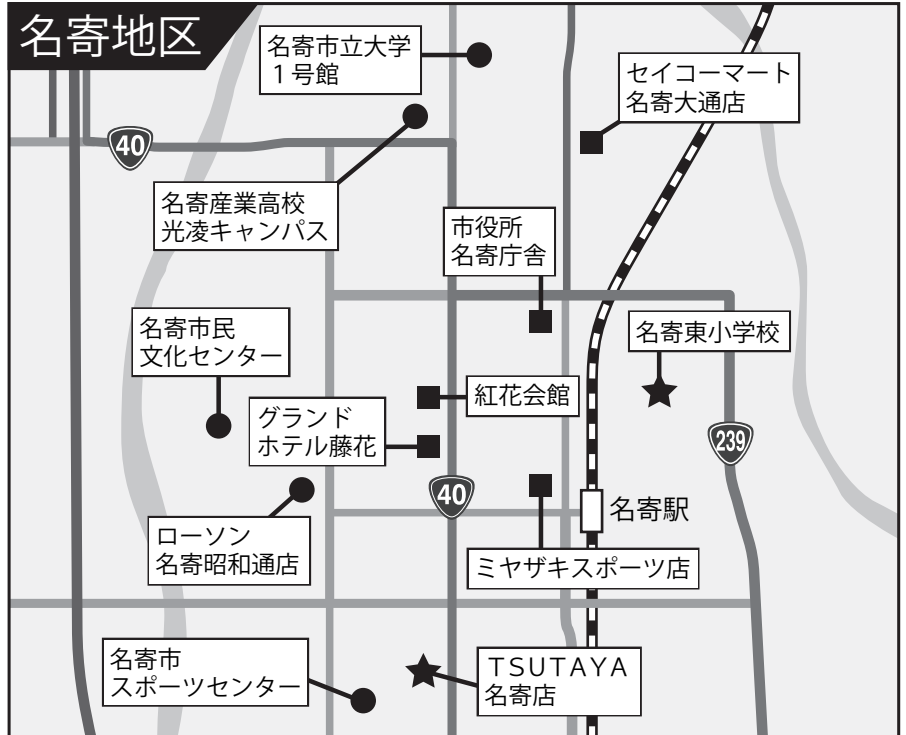 名寄地区
名寄市立大学
１号館
セイコーマート
名寄大通店
40
名寄産業高校
光凌キャンパス
市役所
名寄庁舎
名寄市民
文化センター
名寄東小学校
紅花会館
グランド
ホテル藤花
239
40
名寄駅
ローソン
名寄昭和通店
ミヤザキスポーツ店
名寄市
スポーツセンター
ＴＳＵＴＡＹＡ
名寄店